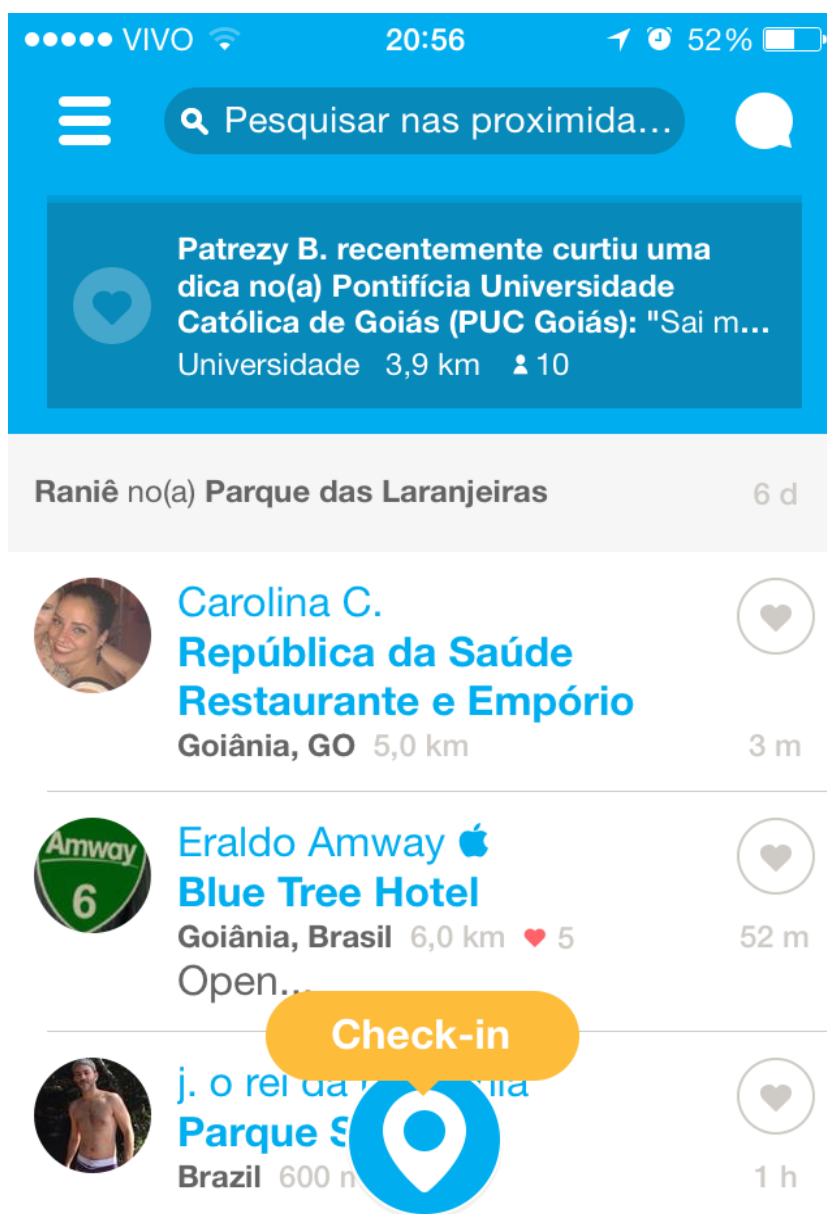 VIVO 20:56 52%
Pesquisar nas proximida...
Patrezy B. recentemente curtiu uma
dica no(a) Pontifícia Universidade
Católica de Goiás (PUC Goiás): "Sai m...
Universidade 3,9 km 10
Raniê no(a) Parque das Laranjeiras 6 d
Carolina C.
República da Saúde
Restaurante e Empório
Goiânia, GO 5,0 km 3 m
Amway
6
Eraldo Amway
Blue Tree Hotel
Goiânia, Brasil 6,0 km 5 52 m
Open...
Check-in
j. o rei da
Parque
Brazil 600 1 h